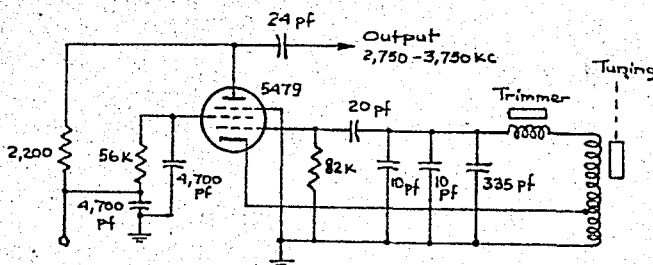 24 pf
Output
2,750-3,750 KC
5479
Tuning
Trimmer
20 pf
2,200
56K
4,700
pf
82K
10pf
10
pf
335 pf
4,700
pf